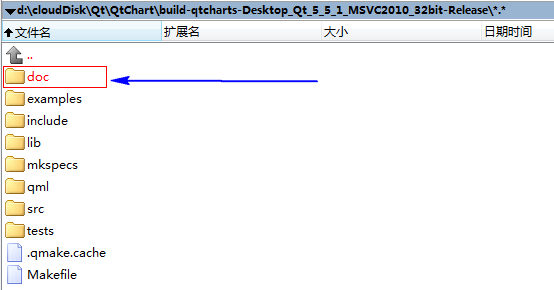 d:\cloudDisk\Qt\QtChart\build-qtcharts-Desktop_Qt_5_5_1_MSVC2010_32bit-Release\*.*
文件名 扩展名 大小 日期时间
..
doc
examples
include
lib
mkspecs
qml
src
tests
.qmake.cache
Makefile